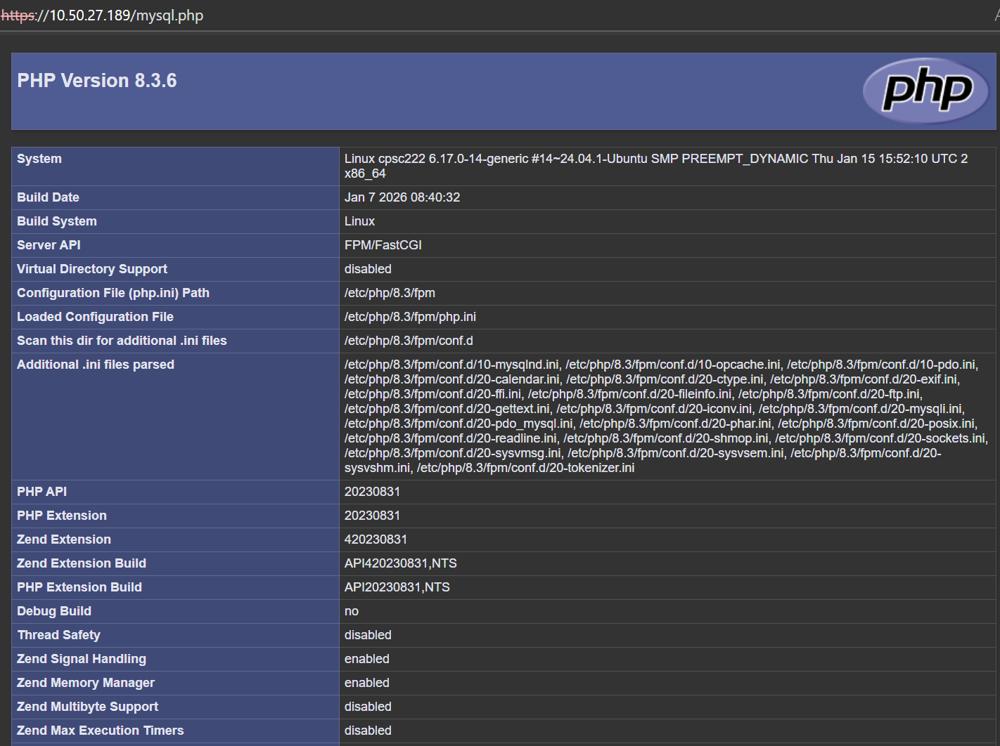 https://10.50.27.189/mysql.php
PHP Version 8.3.6
php
System
Linux cpsc222 6.17.0-14-generic #14~24.04.1-Ubuntu SMP PREEMPT_DYNAMIC Thu Jan 15 15:52:10 UTC 2
x86_64
Build Date
Jan 7 2026 08:40:32
Build System
Linux
Server API
FPM/FastCGI
Virtual Directory Support
disabled
Configuration File (php.ini) Path
/etc/php/8.3/fpm
Loaded Configuration File
/etc/php/8.3/fpm/php.ini
Scan this dir for additional .ini files
/etc/php/8.3/fpm/conf.d
Additional .ini files parsed
/etc/php/8.3/fpm/conf.d/10-mysqlnd.ini, /etc/php/8.3/fpm/conf.d/10-opcache.ini, /etc/php/8.3/fpm/conf.d/10-pdo.ini,
/etc/php/8.3/fpm/conf.d/20-calendar.ini, /etc/php/8.3/fpm/conf.d/20-ctype.ini, /etc/php/8.3/fpm/conf.d/20-exif.ini,
/etc/php/8.3/fpm/conf.d/20-ffi.ini, /etc/php/8.3/fpm/conf.d/20-fileinfo.ini, /etc/php/8.3/fpm/conf.d/20-ftp.ini,
/etc/php/8.3/fpm/conf.d/20-gettext.ini, /etc/php/8.3/fpm/conf.d/20-iconv.ini, /etc/php/8.3/fpm/conf.d/20-mysqli.ini,
/etc/php/8.3/fpm/conf.d/20-pdo_mysql.ini, /etc/php/8.3/fpm/conf.d/20-phar.ini, /etc/php/8.3/fpm/conf.d/20-posix.ini,
/etc/php/8.3/fpm/conf.d/20-readline.ini, /etc/php/8.3/fpm/conf.d/20-shmop.ini, /etc/php/8.3/fpm/conf.d/20-sockets.ini,
/etc/php/8.3/fpm/conf.d/20-sysvmsg.ini, /etc/php/8.3/fpm/conf.d/20-sysvsem.ini, /etc/php/8.3/fpm/conf.d/20-
sysvshm.ini, /etc/php/8.3/fpm/conf.d/20-tokenizer.ini
PHP API
20230831
PHP Extension
20230831
Zend Extension
420230831
Zend Extension Build
API420230831,NTS
PHP Extension Build
API20230831,NTS
Debug Build
no
Thread Safety
disabled
Zend Signal Handling
enabled
Zend Memory Manager
enabled
Zend Multibyte Support
disabled
Zend Max Execution Timers
disabled